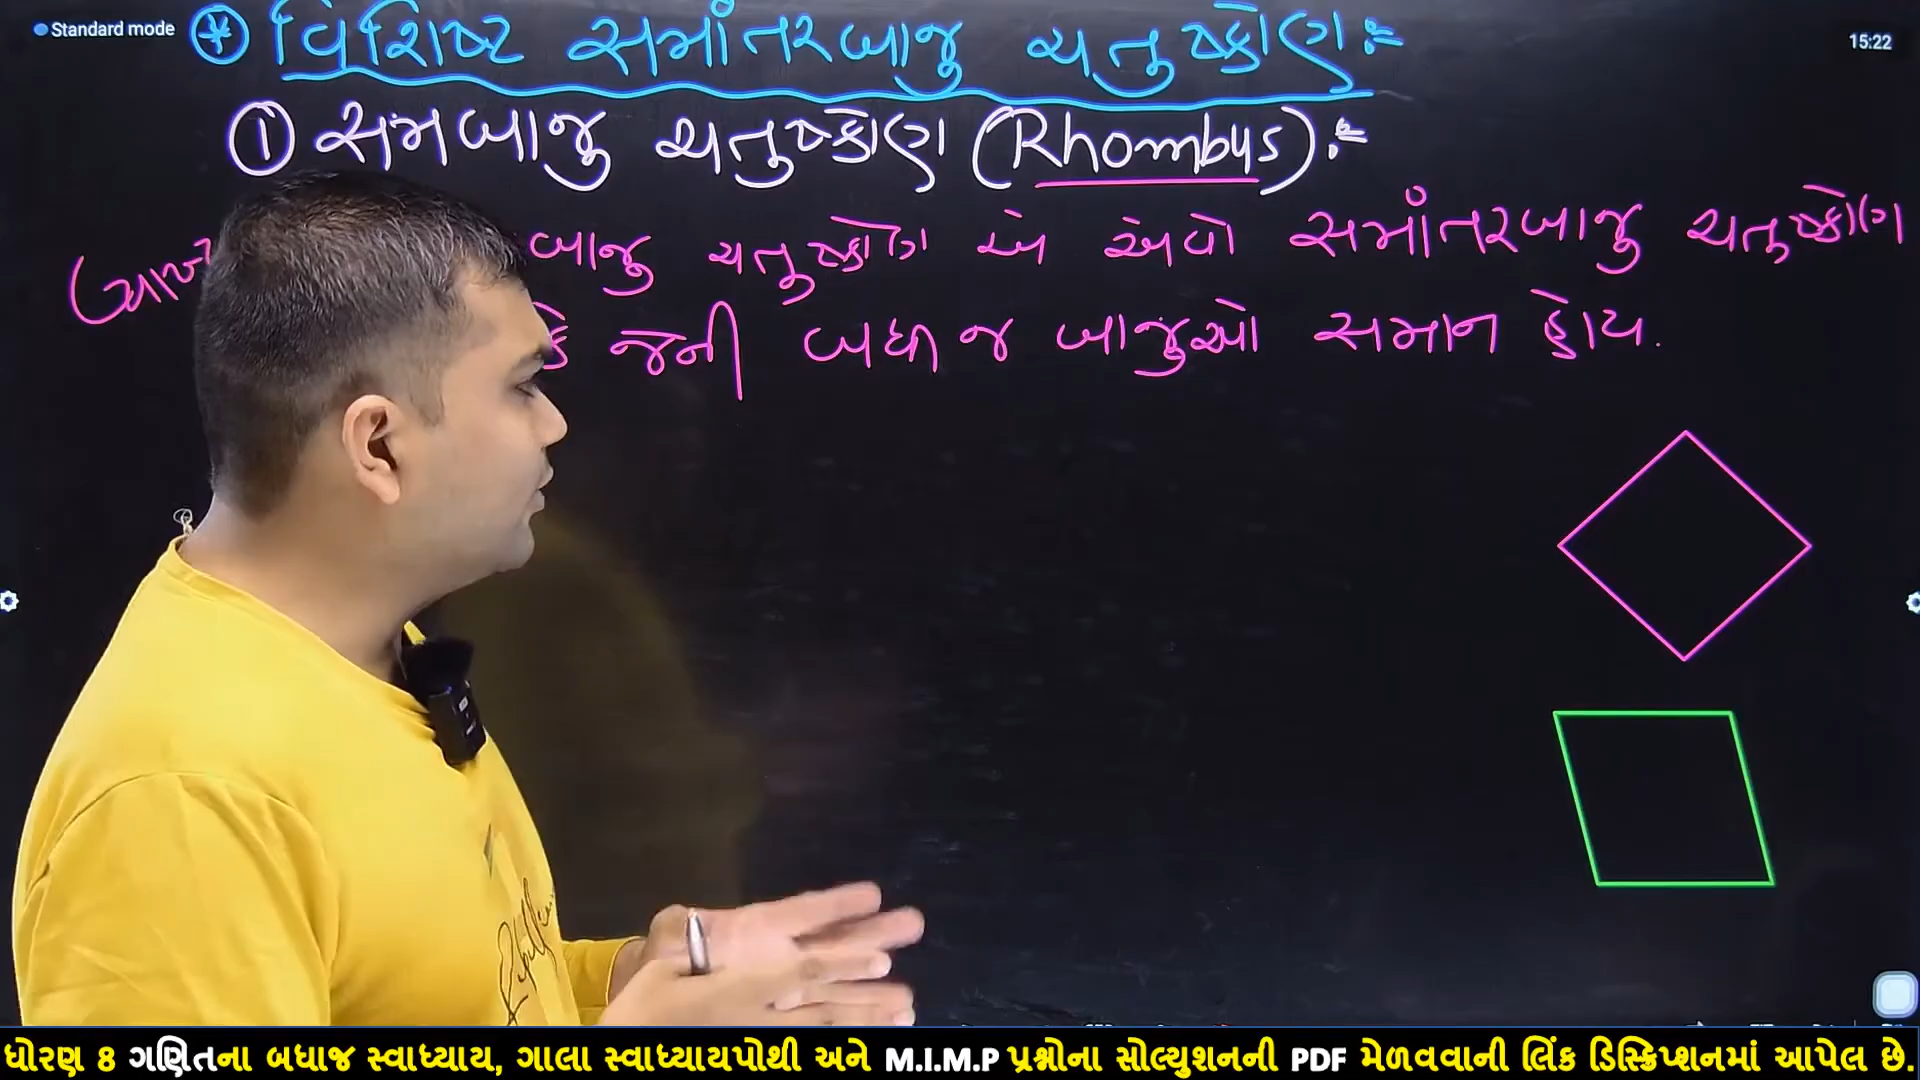 Standard mode
15:22
* વિશિષ્ટ સમાંતરબાજુ ચતુષ્કોણ :-
① સમબાજુ ચતુષ્કોણ (Rhombus) :-
બાજુ ચતુષ્કોણ એ એવો સમાંતરબાજુ ચતુષ્કોણ
કે જેની બધી જ બાજુઓ સમાન હોય.
ધોરણ 8 ગણિતના બધાજ સ્વાધ્યાય, ગાલા સ્વાધ્યાયપોથી અને M.I.M.P પ્રશ્નોના સોલ્યુશનની PDF મેળવવાની લિંક ડિસ્ક્રિપ્શનમાં આપેલ છે.